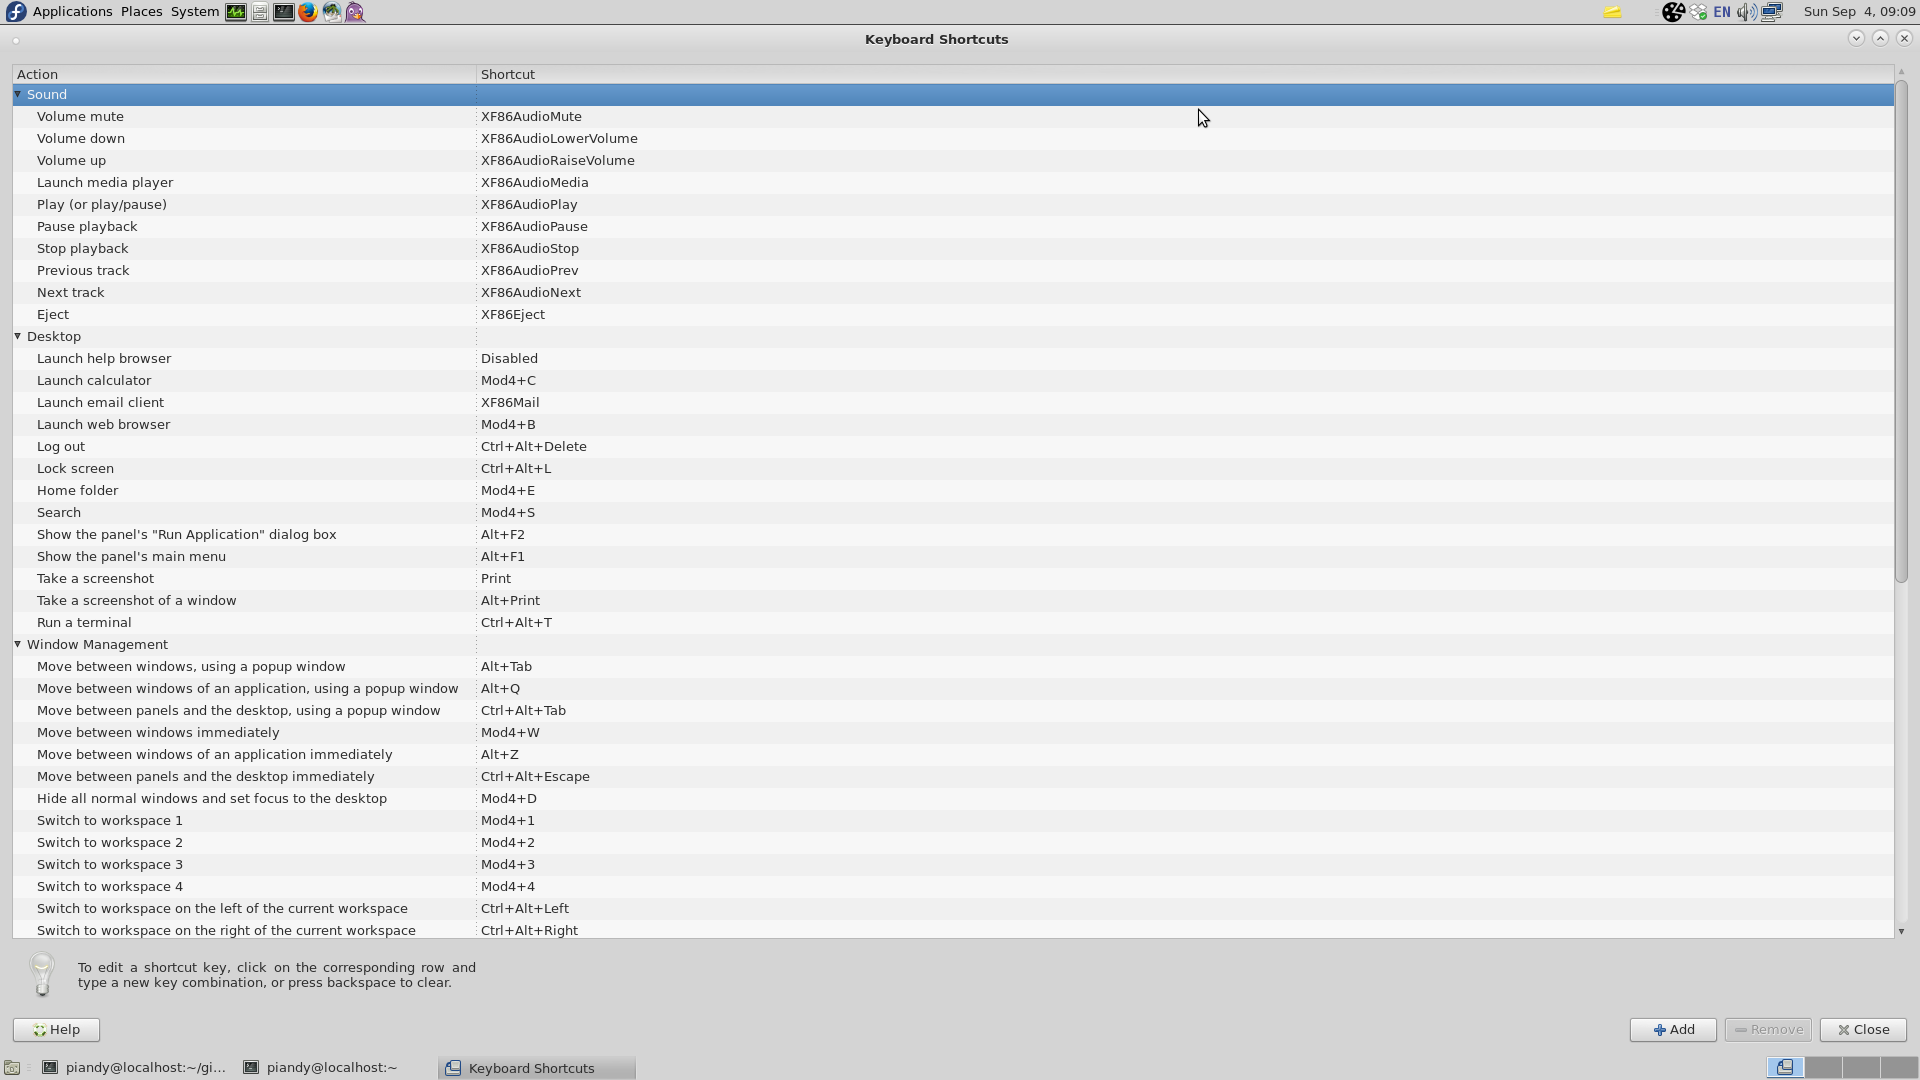 Applications Places System EN Sun Sep 4, 09:09
Keyboard Shortcuts
Action Shortcut
Sound
Volume mute XF86AudioMute
Volume down XF86AudioLowerVolume
Volume up XF86AudioRaiseVolume
Launch media player XF86AudioMedia
Play (or play/pause) XF86AudioPlay
Pause playback XF86AudioPause
Stop playback XF86AudioStop
Previous track XF86AudioPrev
Next track XF86AudioNext
Eject XF86Eject
Desktop
Launch help browser Disabled
Launch calculator Mod4+C
Launch email client XF86Mail
Launch web browser Mod4+B
Log out Ctrl+Alt+Delete
Lock screen Ctrl+Alt+L
Home folder Mod4+E
Search Mod4+S
Show the panel's "Run Application" dialog box Alt+F2
Show the panel's main menu Alt+F1
Take a screenshot Print
Take a screenshot of a window Alt+Print
Run a terminal Ctrl+Alt+T
Window Management
Move between windows, using a popup window Alt+Tab
Move between windows of an application, using a popup window Alt+Q
Move between panels and the desktop, using a popup window Ctrl+Alt+Tab
Move between windows immediately Mod4+W
Move between windows of an application immediately Alt+Z
Move between panels and the desktop immediately Ctrl+Alt+Escape
Hide all normal windows and set focus to the desktop Mod4+D
Switch to workspace 1 Mod4+1
Switch to workspace 2 Mod4+2
Switch to workspace 3 Mod4+3
Switch to workspace 4 Mod4+4
Switch to workspace on the left of the current workspace Ctrl+Alt+Left
Switch to workspace on the right of the current workspace Ctrl+Alt+Right
To edit a shortcut key, click on the corresponding row and
type a new key combination, or press backspace to clear.
Help Add Remove Close
piandy@localhost:~/gi... piandy@localhost:~ Keyboard Shortcuts